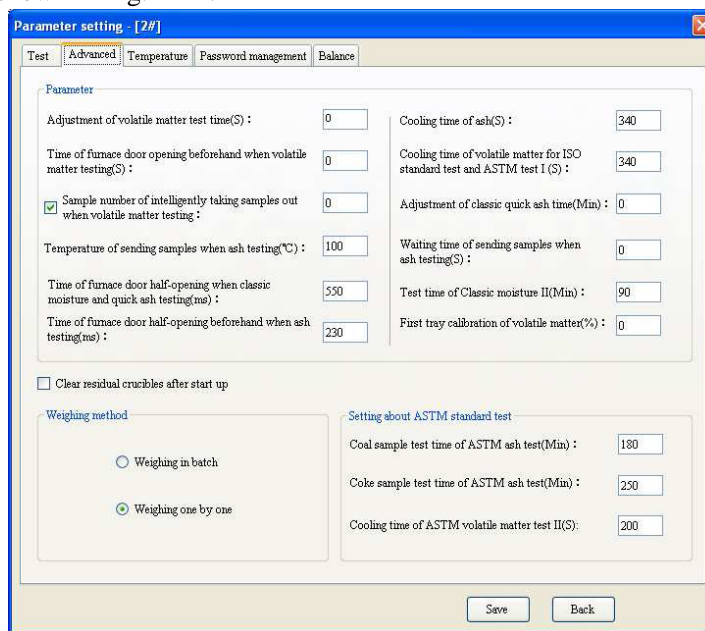 Parameter setting - [2#]
Test Advanced Temperature Password management Balance
Parameter
Adjustment of volatile matter test time(S) : 0
Time of furnace door opening beforehand when volatile
matter testing(S) : 0
Sample number of intelligently taking samples out
when volatile matter testing : 0
Temperature of sending samples when ash testing(℃) : 100
Time of furnace door half-opening when classic
moisture and quick ash testing(ms) : 550
Time of furnace door half-opening beforehand when ash
testing(ms) : 230
Cooling time of ash(S) : 340
Cooling time of volatile matter for ISO
standard test and ASTM test I (S) : 340
Adjustment of classic quick ash time(Min) : 0
Waiting time of sending samples when
ash testing(S) : 0
Test time of Classic moisture II(Min) : 90
First tray calibration of volatile matter(%) : 0
Clear residual crucibles after start up
Weighing method
Weighing in batch
Weighing one by one
Setting about ASTM standard test
Coal sample test time of ASTM ash test(Min) : 180
Coke sample test time of ASTM ash test(Min) : 250
Cooling time of ASTM volatile matter test II(S): 200
Save Back